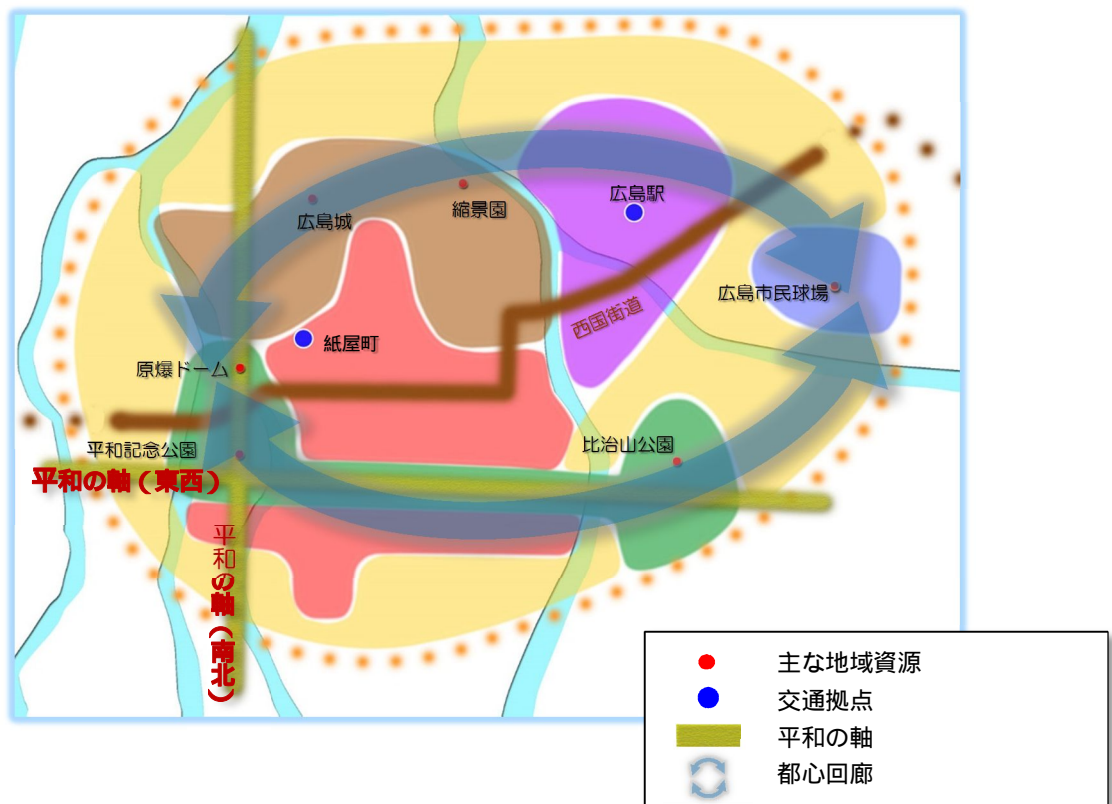 広島駅
縮景園
広島城
広島市民球場
西国街道
紙屋町
原爆ドーム
比治山公園
平和記念公園
平和の軸（東西）
平和の軸（南北）
主な地域資源
交通拠点
平和の軸
都心回廊